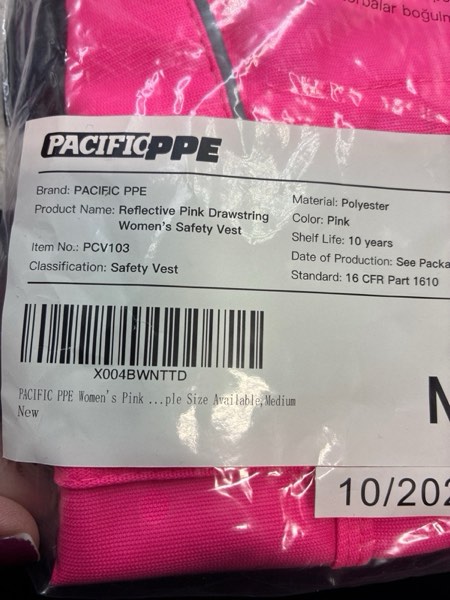 boğulm
PACIFIC PPE
Brand: PACIFIC PPE
Product Name: Reflective Pink Drawstring
Women's Safety Vest
Item No.: PCV103
Classification: Safety Vest
Material: Polyester
Color: Pink
Shelf Life: 10 years
Date of Production: See Packa
Standard: 16 CFR Part 1610
X004BWNTTD
PACIFIC PPE Women's Pink ...ple Size Available,Medium
New
10/202